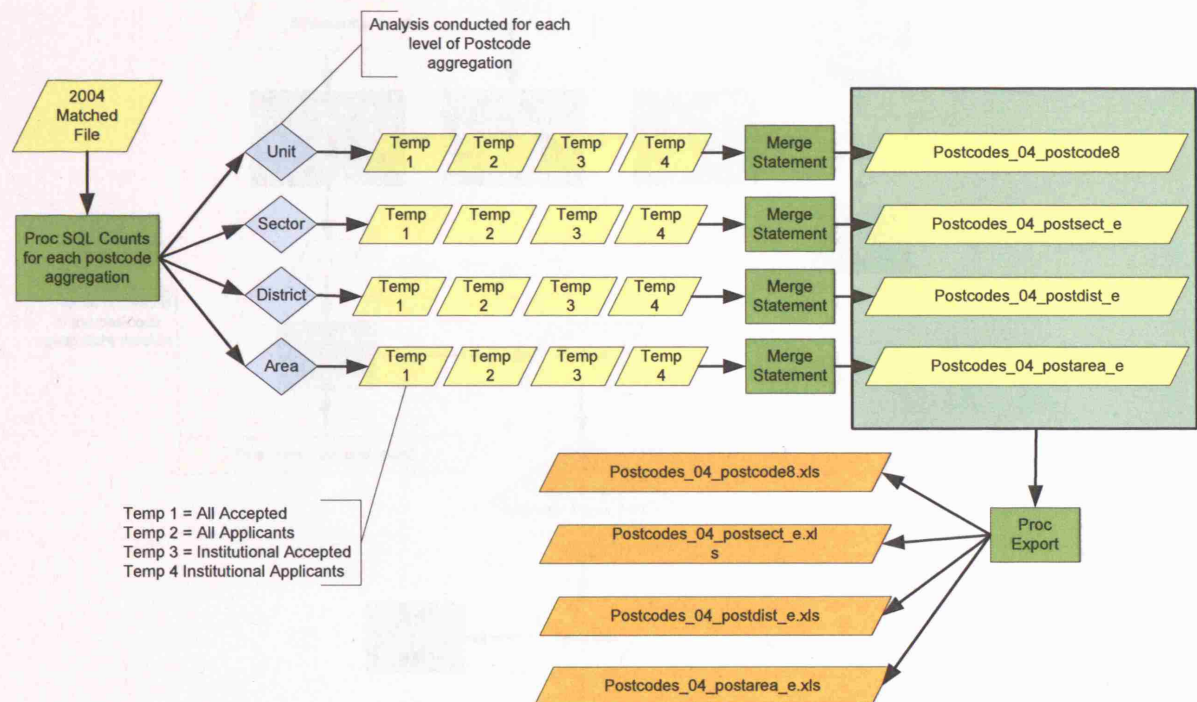 Analysis conducted for each
level of Postcode
aggregation
2004
Matched
File
Proc SQL Counts
for each postcode
aggregation
Unit
Temp
1
Temp
2
Temp
3
Temp
4
Merge
Statement
Postcodes_04_postcode8
Sector
Temp
1
Temp
2
Temp
3
Temp
4
Merge
Statement
Postcodes_04_postsect_e
District
Temp
1
Temp
2
Temp
3
Temp
4
Merge
Statement
Postcodes_04_postdist_e
Area
Temp
1
Temp
2
Temp
3
Temp
4
Merge
Statement
Postcodes_04_postarea_e
Temp 1 = All Accepted
Temp 2 = All Applicants
Temp 3 = Institutional Accepted
Temp 4 Institutional Applicants
Proc
Export
Postcodes_04_postcode8.xls
Postcodes_04_postsect_e.xl
s
Postcodes_04_postdist_e.xls
Postcodes_04_postarea_e.xls